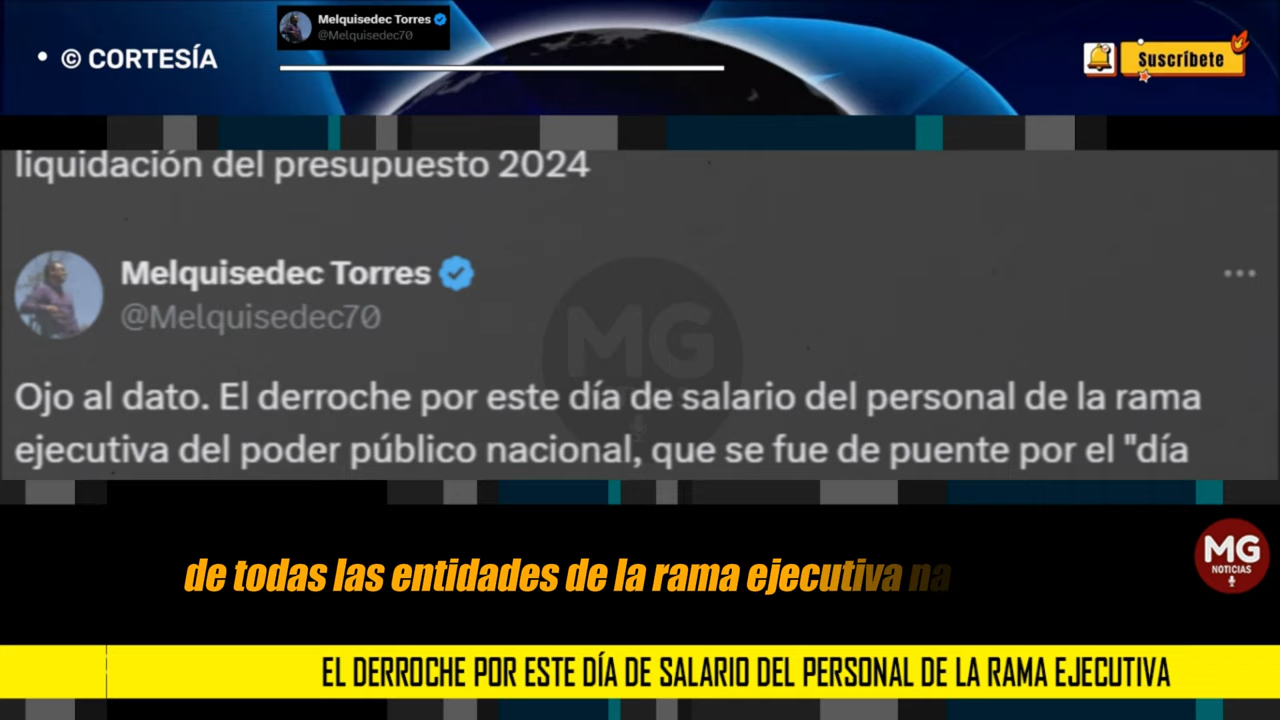 • © CORTESÍA
Melquisedec Torres
@Melquisedec70
Suscríbete
liquidación del presupuesto 2024
Melquisedec Torres
@Melquisedec70
MG
Ojo al dato. El derroche por este día de salario del personal de la rama
ejecutiva del poder público nacional, que se fue de puente por el "día
de todas las entidades de la rama ejecutiva na
MG
NOTICIAS
EL DERROCHE POR ESTE DÍA DE SALARIO DEL PERSONAL DE LA RAMA EJECUTIVA